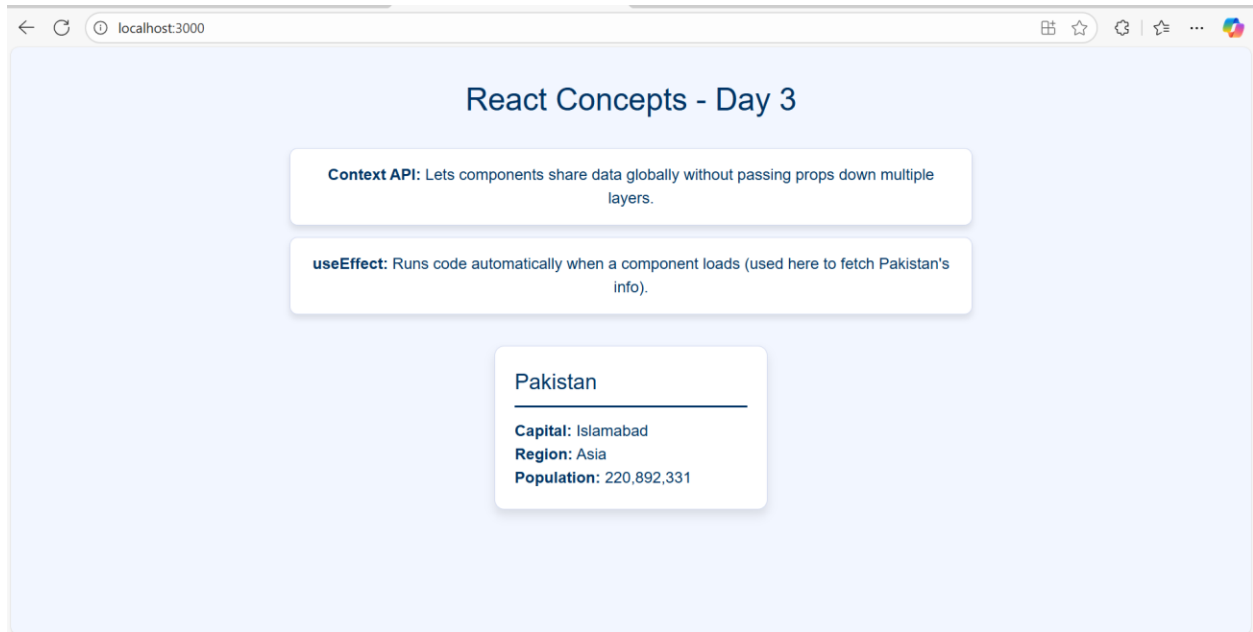 localhost:3000
React Concepts - Day 3
Context API: Lets components share data globally without passing props down multiple
layers.
useEffect: Runs code automatically when a component loads (used here to fetch Pakistan's
info).
Pakistan
Capital: Islamabad
Region: Asia
Population: 220,892,331